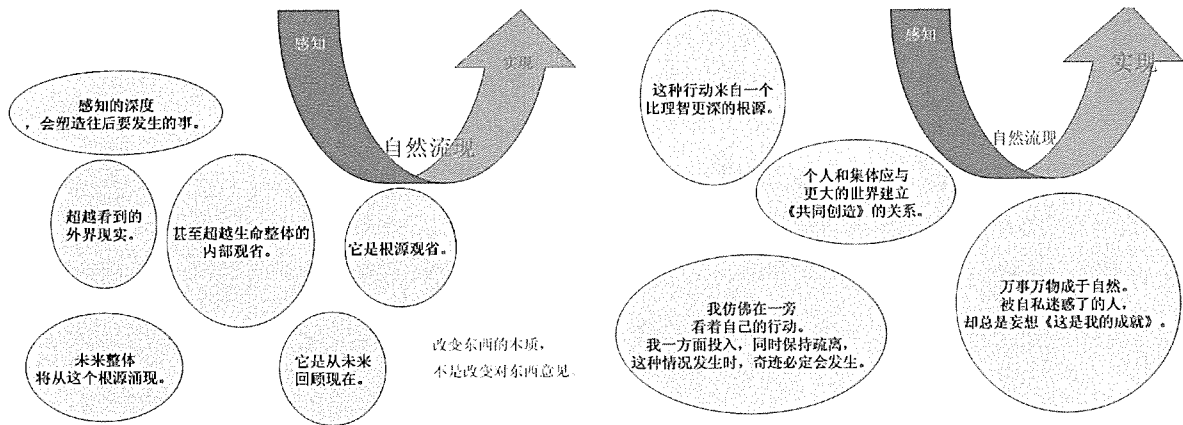 感知
实现
自然流现
感知的深度
，会塑造往后要发生的事。
超越看到的
外界现实。
甚至超越生命整体的
内部观省。
它是根源观省。
未来整体
将从这个根源涌现。
它是从未来
回顾现在。
改变东西的本质，
不是改变对东西意见。
感知
实现
自然流现
这种行动来自一个
比理智更深的根源。
个人和集体应与
更大的世界建立
《共同创造》的关系。
我仿佛在一旁
看着自己的行动。
我一方面投入，同时保持疏离，
这种情况发生时，奇迹必定会发生。
万事万物成于自然。
被自私迷惑了的人，
却总是妄想《这是我的成就》。